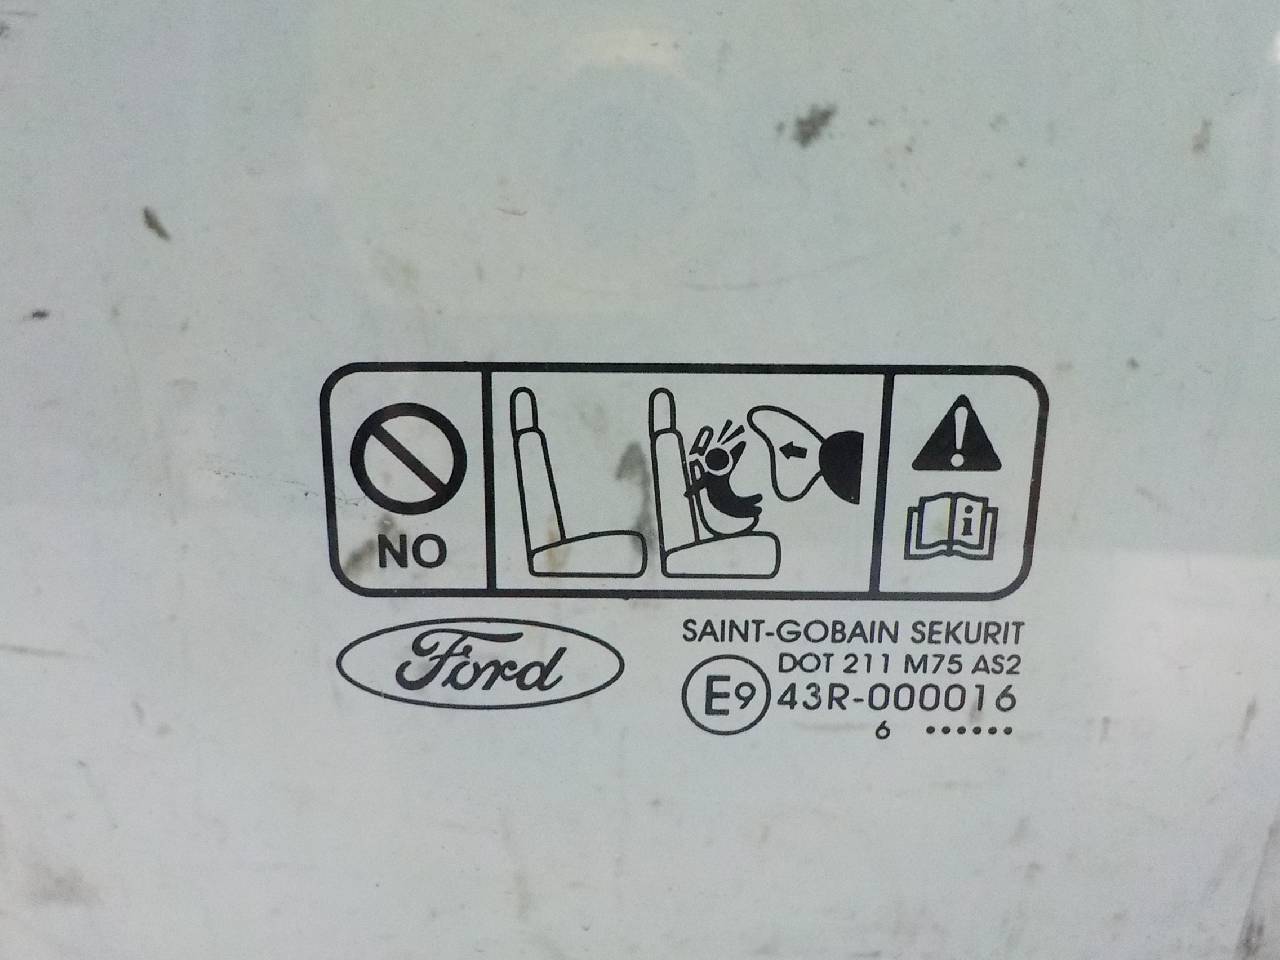 NO
i
Ford
SAINT-GOBAIN SEKURIT
DOT 211 M75 AS2
E9 43R-000016
6 ••••••